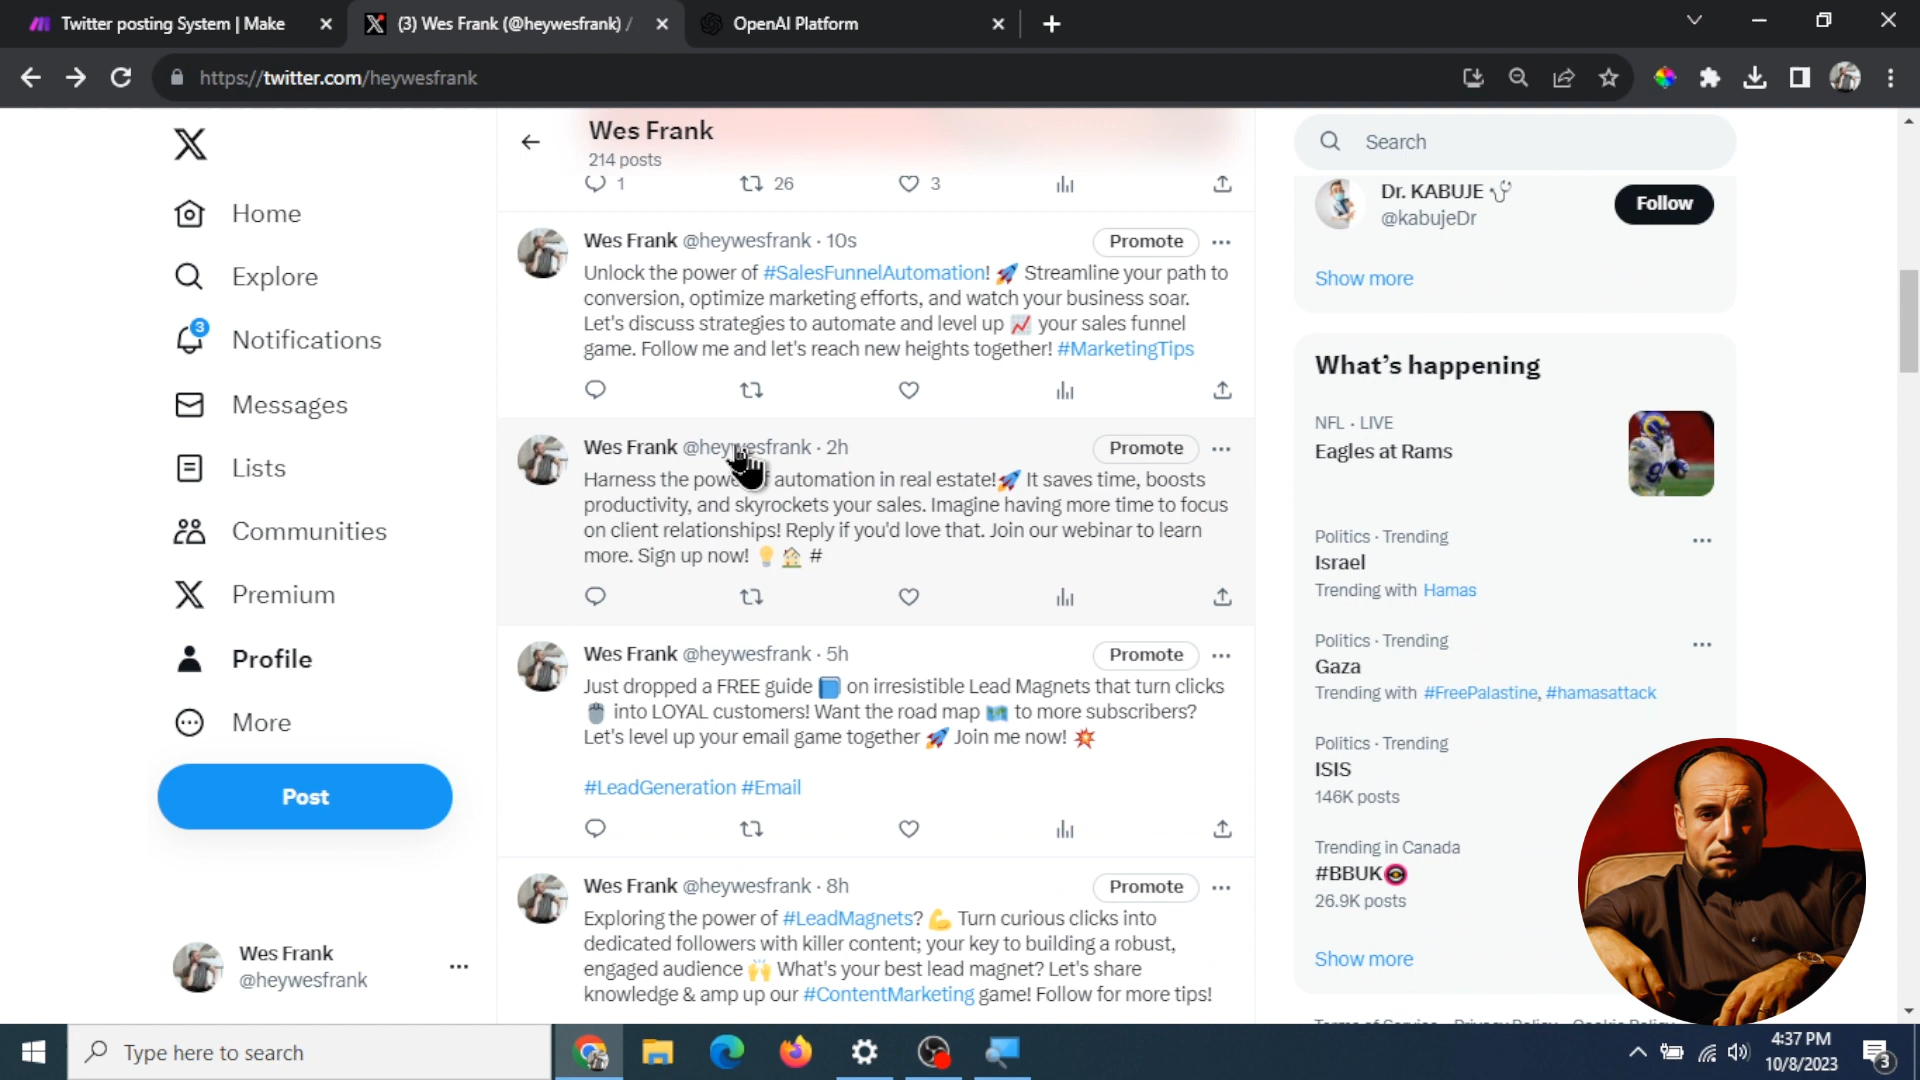 Twitter posting System | Make
(3) Wes Frank (@heywesfrank) /
OpenAI Platform
https://twitter.com/heywesfrank
Home
Explore
3
Notifications
Messages
Lists
Communities
Premium
Profile
More
Post
Wes Frank
@heywesfrank
Wes Frank
214 posts
1
26
3
Wes Frank @heywesfrank · 10s
Promote
Unlock the power of #SalesFunnelAutomation! 🚀 Streamline your path to
conversion, optimize marketing efforts, and watch your business soar.
Let's discuss strategies to automate and level up 📈 your sales funnel
game. Follow me and let's reach new heights together! #MarketingTips
Wes Frank @heywesfrank · 2h
Promote
Harness the power of automation in real estate!🚀 It saves time, boosts
productivity, and skyrockets your sales. Imagine having more time to focus
on client relationships! Reply if you'd love that. Join our webinar to learn
more. Sign up now! 💡 🏠 #
Wes Frank @heywesfrank · 5h
Promote
Just dropped a FREE guide 📘 on irresistible Lead Magnets that turn clicks
🖱️ into LOYAL customers! Want the road map 🗺️ to more subscribers?
Let's level up your email game together 🚀 Join me now! 💥
#LeadGeneration #Email
Wes Frank @heywesfrank · 8h
Promote
Exploring the power of #LeadMagnets? 💪 Turn curious clicks into
dedicated followers with killer content; your key to building a robust,
engaged audience 🙌 What's your best lead magnet? Let's share
knowledge & amp up our #ContentMarketing game! Follow for more tips!
Search
Dr. KABUJE 🩺
@kabujeDr
Follow
Show more
What's happening
NFL · LIVE
Eagles at Rams
Politics · Trending
Israel
Trending with Hamas
Politics · Trending
Gaza
Trending with #FreePalastine, #hamasattack
Politics · Trending
ISIS
146K posts
Trending in Canada
#BBUK
26.9K posts
Show more
Terms of Service Privacy Policy Cookie Policy
Type here to search
4:37 PM
10/8/2023
3